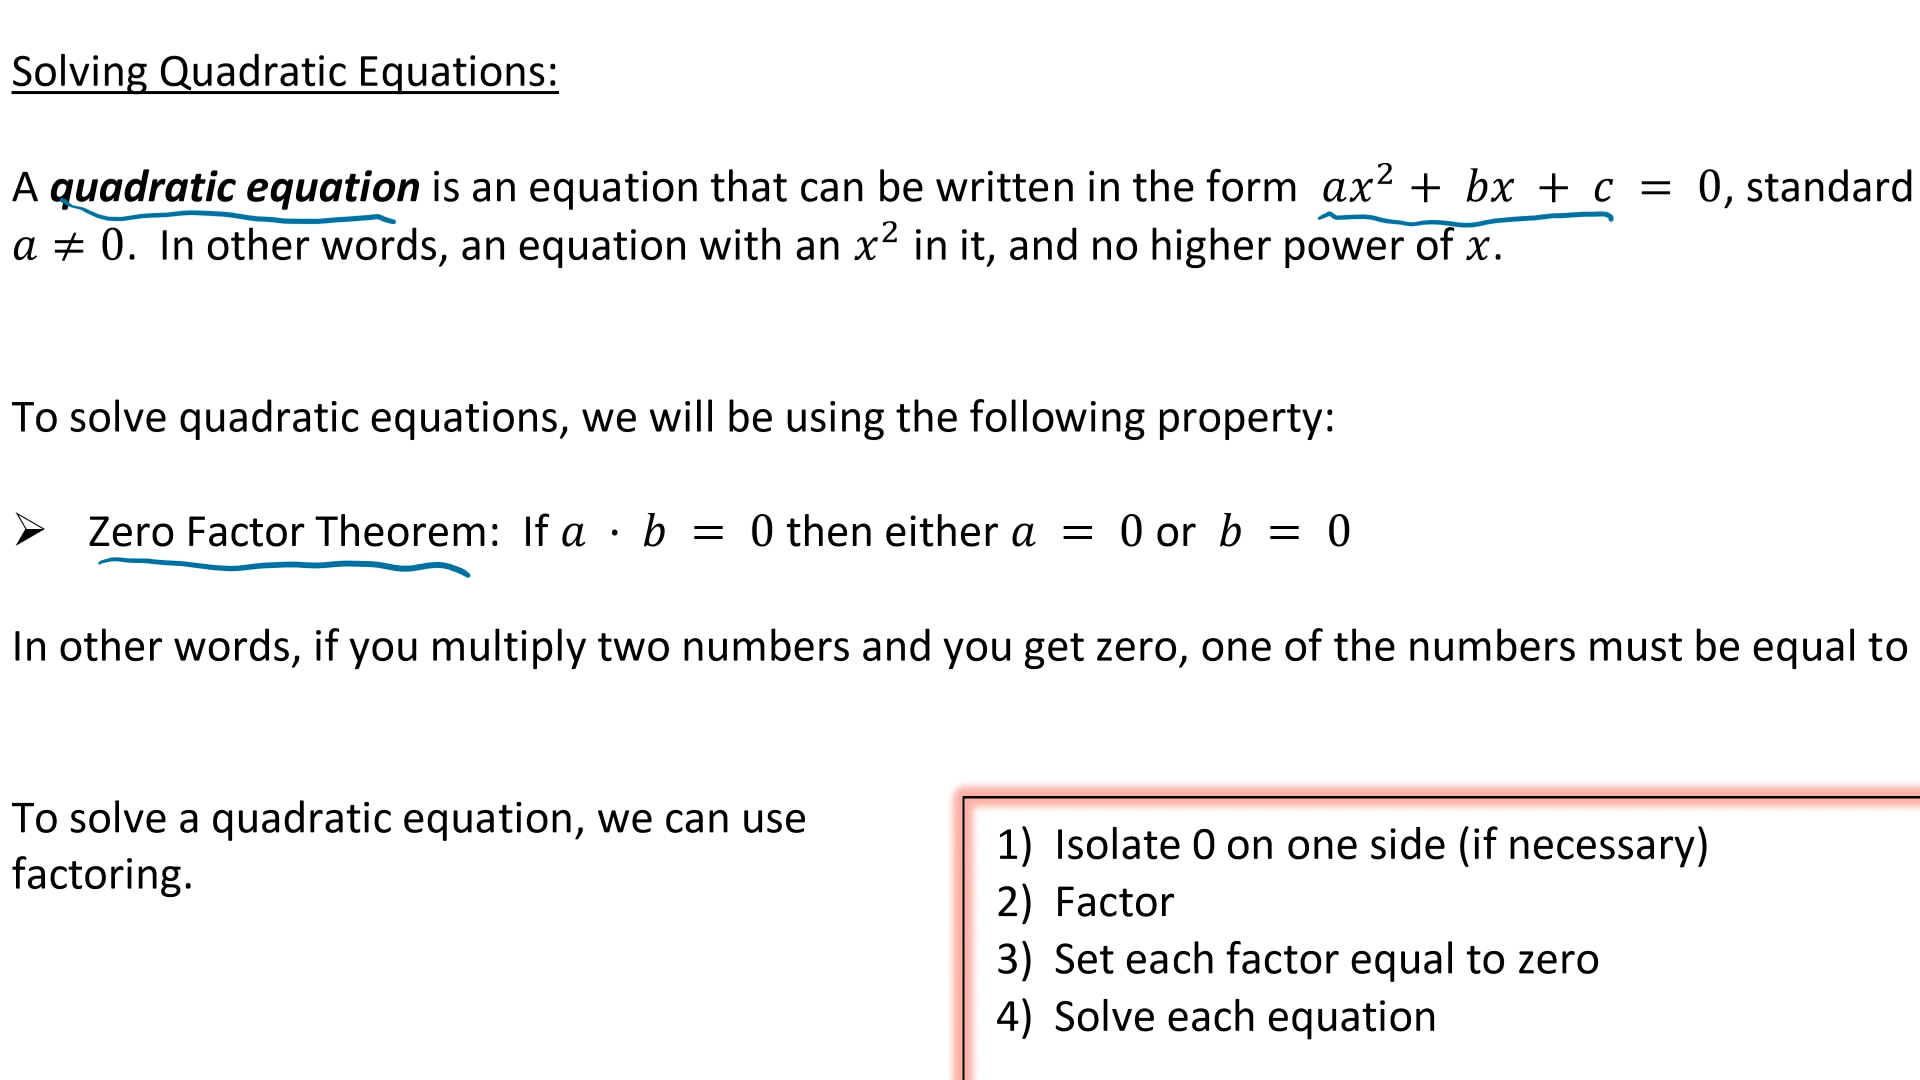 Solving Quadratic Equations:
A quadratic equation is an equation that can be written in the form ax² + bx + c = 0, standard
a ≠ 0. In other words, an equation with an x² in it, and no higher power of x.
To solve quadratic equations, we will be using the following property:
➢ Zero Factor Theorem: If a · b = 0 then either a = 0 or b = 0
In other words, if you multiply two numbers and you get zero, one of the numbers must be equal to
To solve a quadratic equation, we can use
factoring.
1) Isolate 0 on one side (if necessary)
2) Factor
3) Set each factor equal to zero
4) Solve each equation